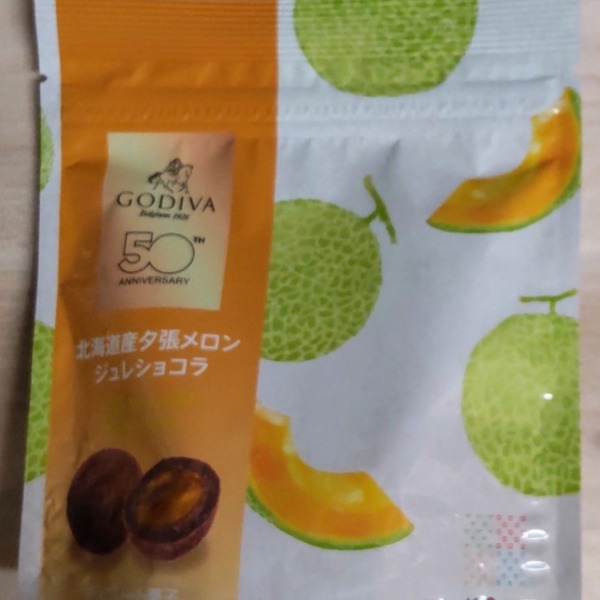 GODIVA
Belgium 1926
50TH
ANNIVERSARY
北海道産夕張メロン
ジュレショコラ